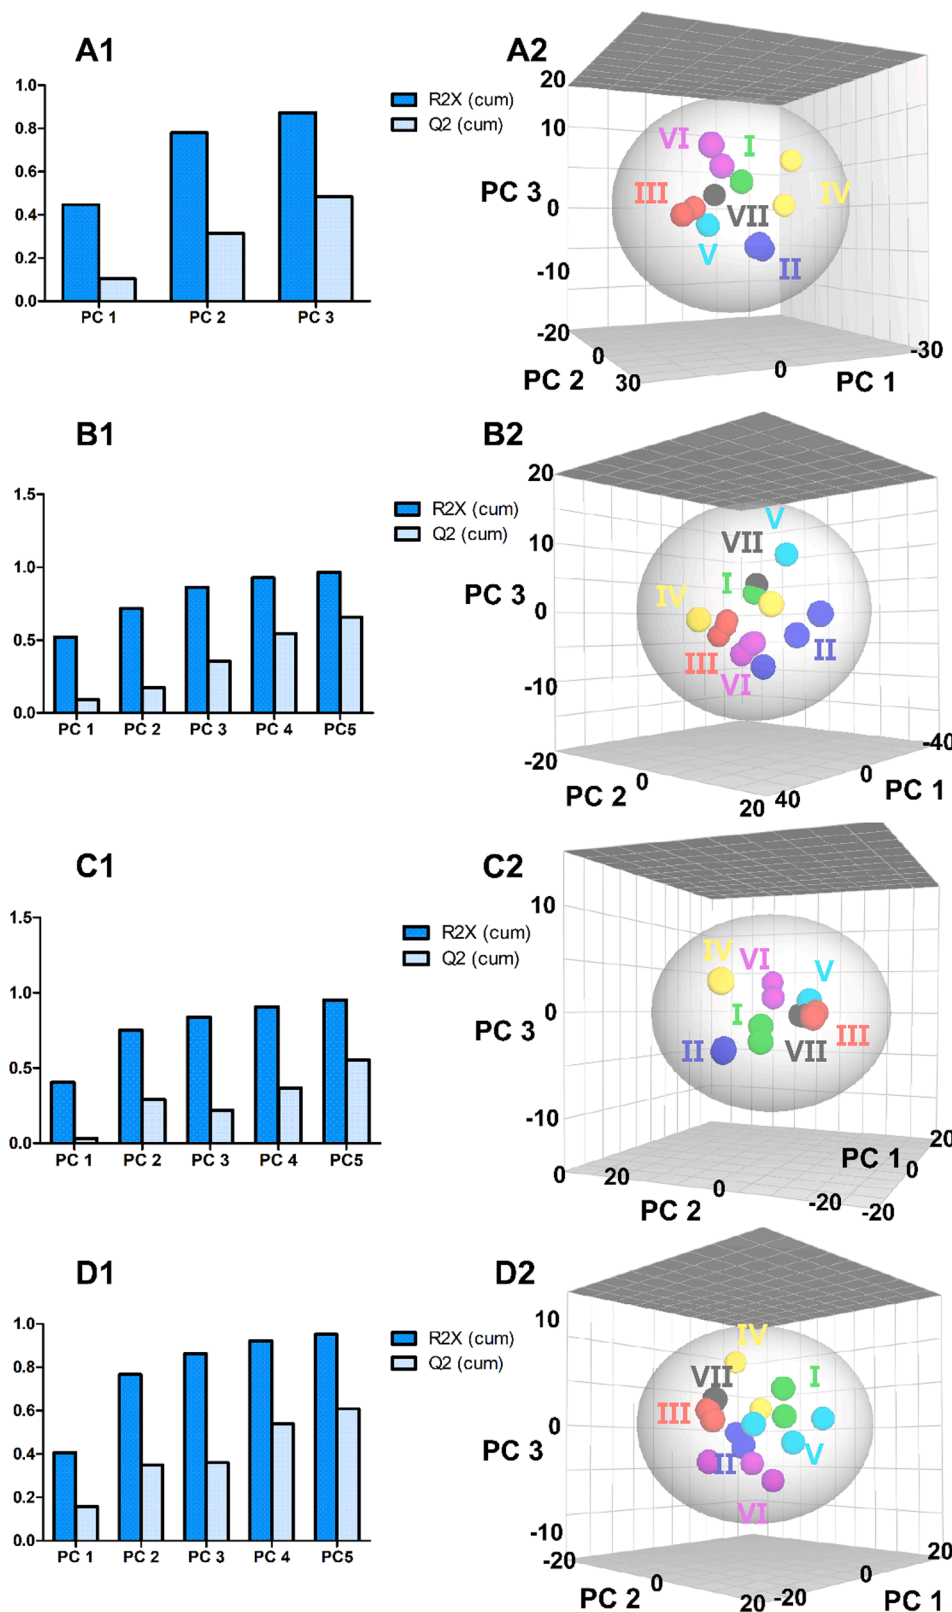 A1
1.0
0.8
0.6
0.4
0.2
0.0
PC 1
PC 2
PC 3
R2X (cum)
Q2 (cum)
A2
20
10
PC 3
0
-10
-20
0
PC 2
30
0
PC 1
-30
VI
I
III
IV
VII
V
II
B1
1.5
1.0
0.5
0.0
PC 1
PC 2
PC 3
PC 4
PC5
R2X (cum)
Q2 (cum)
B2
20
10
PC 3
0
-10
-20
0
PC 2
20
40
0
PC 1
-40
V
VII
I
IV
II
III
VI
C1
1.5
1.0
0.5
0.0
PC 1
PC 2
PC 3
PC 4
PC5
R2X (cum)
Q2 (cum)
C2
10
0
PC 3
-10
0
20
0
PC 2
-20
-20
0
PC 1
20
IV
VI
V
I
II
VII
III
D1
1.0
0.8
0.6
0.4
0.2
0.0
PC 1
PC 2
PC 3
PC 4
PC5
R2X (cum)
Q2 (cum)
D2
10
0
PC 3
-10
-20
0
PC 2
20
-20
0
PC 1
20
IV
VII
I
III
II
V
VI